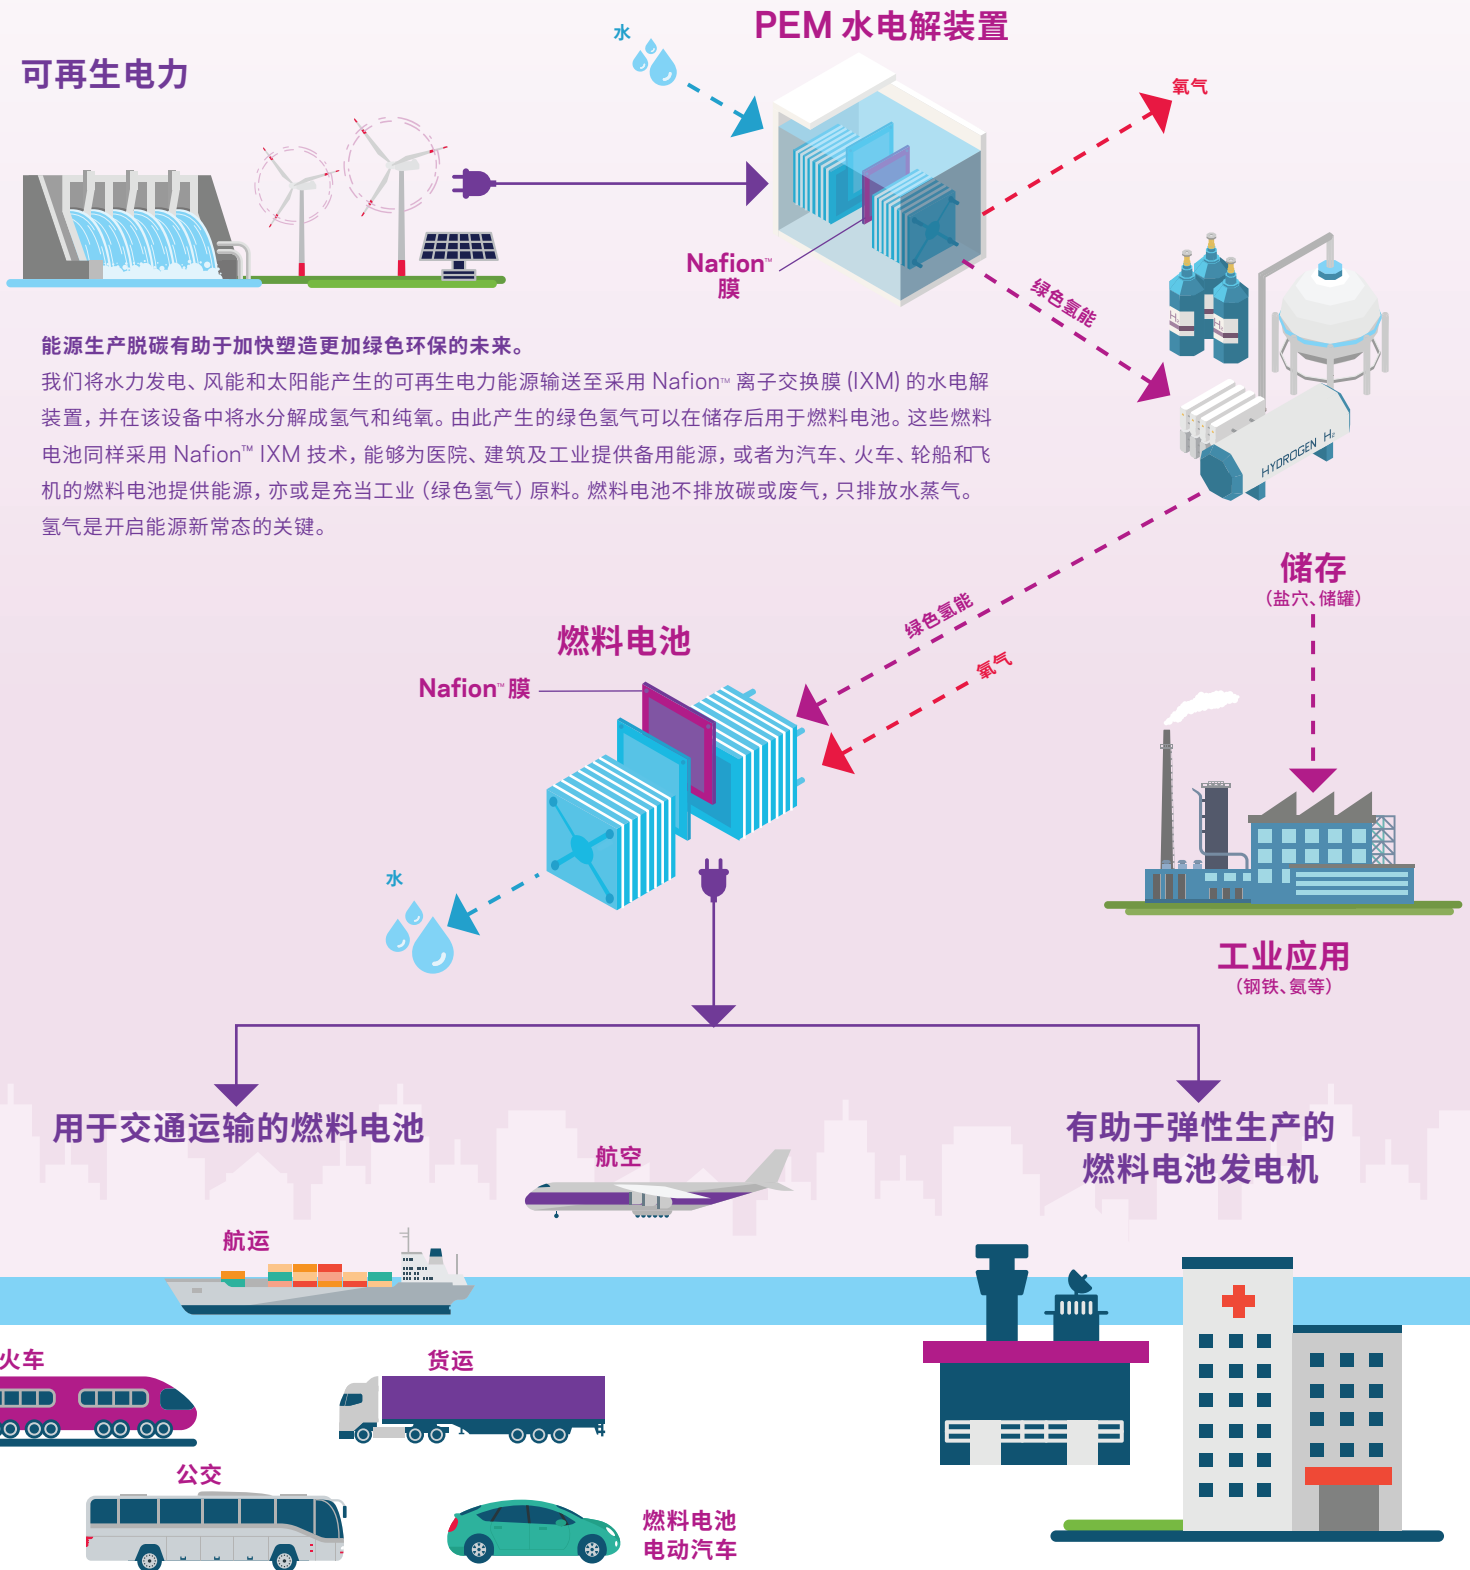 PEM 水电解装置
水
可再生电力
氧气
Nafion™
膜
绿色氢能
能源生产脱碳有助于加快塑造更加绿色环保的未来。
我们将水力发电、风能和太阳能产生的可再生电力能源输送至采用 Nafion™ 离子交换膜 (IXM) 的水电解
装置，并在该设备中将水分解成氢气和纯氧。由此产生的绿色氢气可以在储存后用于燃料电池。这些燃料
电池同样采用 Nafion™ IXM 技术，能够为医院、建筑及工业提供备用能源，或者为汽车、火车、轮船和飞
机的燃料电池提供能源，亦或是充当工业（绿色氢气）原料。燃料电池不排放碳或废气，只排放水蒸气。
氢气是开启能源新常态的关键。
H₂
H₂
HYDROGEN H₂
储存
（盐穴、储罐）
绿色氢能
燃料电池
氧气
Nafion™ 膜
水
工业应用
（钢铁、氨等）
用于交通运输的燃料电池
有助于弹性生产的
燃料电池发电机
航空
航运
火车
货运
公交
燃料电池
电动汽车